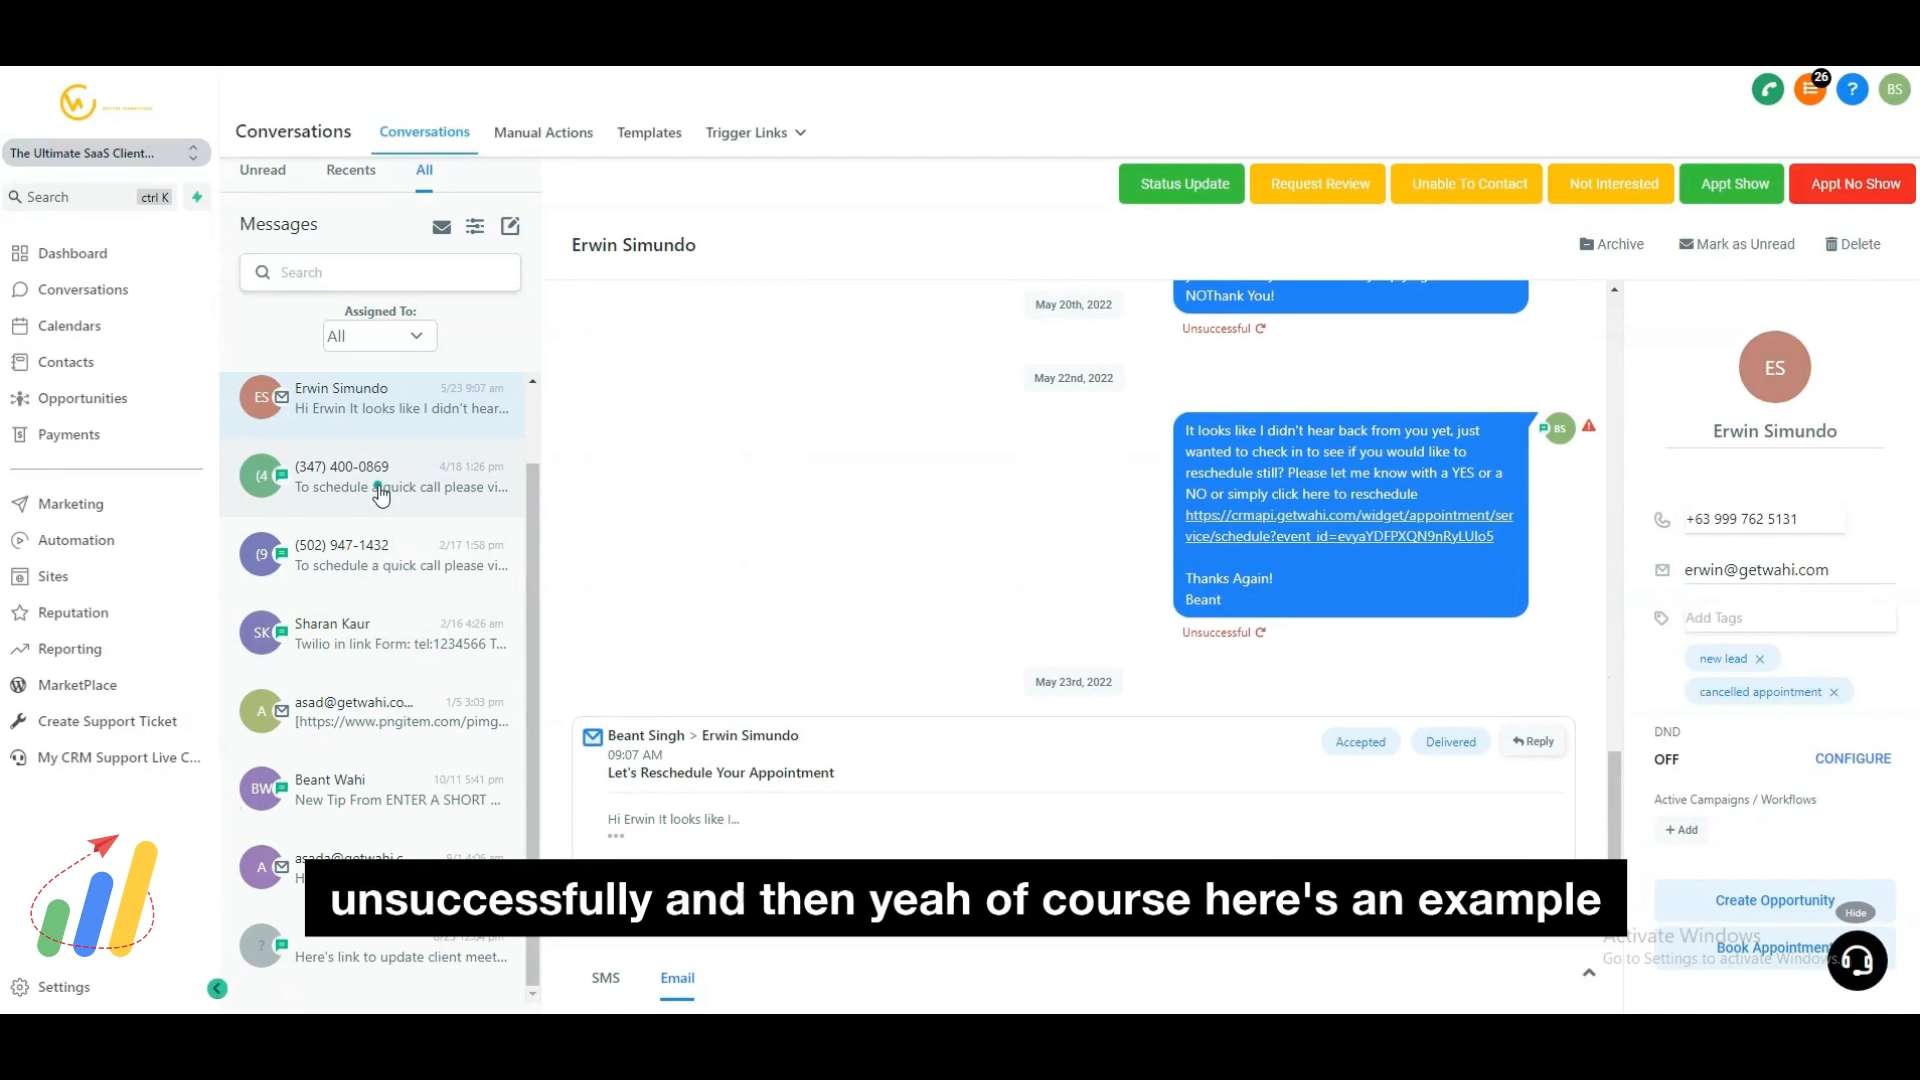 The Ultimate SaaS Client...
Search ctrl K
Dashboard
Conversations
Calendars
Contacts
Opportunities
Payments
Marketing
Automation
Sites
Reputation
Reporting
MarketPlace
Create Support Ticket
My CRM Support Live C...
Settings
Conversations Conversations Manual Actions Templates Trigger Links
26 ? BS
Unread Recents All
Messages
Search
Assigned To:
All
ES Erwin Simundo 5/23 9:07 am
Hi Erwin It looks like I didn't hear...
(4 (347) 400-0869 4/18 1:26 pm
To schedule a quick call please vi...
(9 (502) 947-1432 2/17 1:58 pm
To schedule a quick call please vi...
SK Sharan Kaur 2/16 4:26 am
Twilio in link Form: tel:1234566 T...
A asad@getwahi.co... 1/5 3:03 pm
[https://www.pngitem.com/pimg...
BW Beant Wahi 10/11 5:41 pm
New Tip From ENTER A SHORT ...
A asada@getwahi.c...
H
?
Here's link to update client meet...
Status Update Request Review Unable To Contact Not Interested Appt Show Appt No Show
Erwin Simundo Archive Mark as Unread Delete
NOThank You!
May 20th, 2022
Unsuccessful
May 22nd, 2022
It looks like I didn't hear back from you yet, just
wanted to check in to see if you would like to
reschedule still? Please let me know with a YES or a
NO or simply click here to reschedule
https://crmapi.getwahi.com/widget/appointment/ser
vice/schedule?event_id=evyaYDFPXQN9nRyLUIo5
Thanks Again!
Beant
BS
Unsuccessful
May 23rd, 2022
Beant Singh > Erwin Simundo Accepted Delivered Reply
09:07 AM
Let's Reschedule Your Appointment
Hi Erwin It looks like I...
unsuccessfully and then yeah of course here's an example
SMS Email
ES
Erwin Simundo
+63 999 762 5131
erwin@getwahi.com
Add Tags
new lead
cancelled appointment
DND
OFF CONFIGURE
Active Campaigns / Workflows
+ Add
Create Opportunity
Hide
Book Appointment
Activate Windows
Go to Settings to activate Windows.